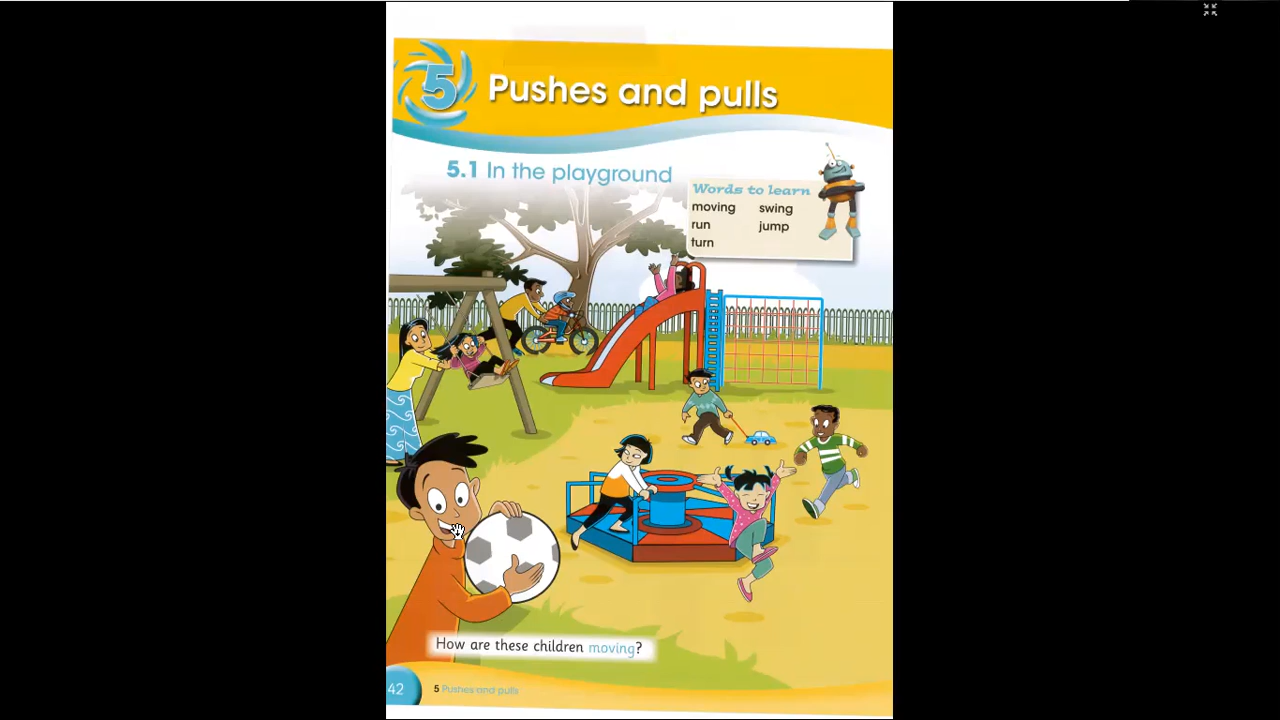 5
Pushes and pulls
5.1 In the playground
Words to learn
moving swing
run jump
turn
How are these children moving?
42 5 Pushes and pulls